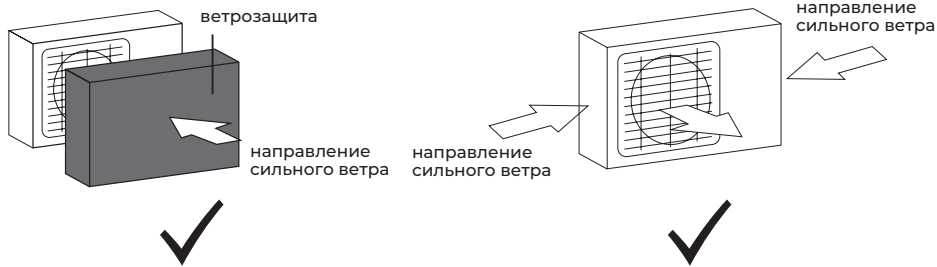 ветрозащита
направление
сильного ветра
направление
сильного ветра
направление
сильного ветра